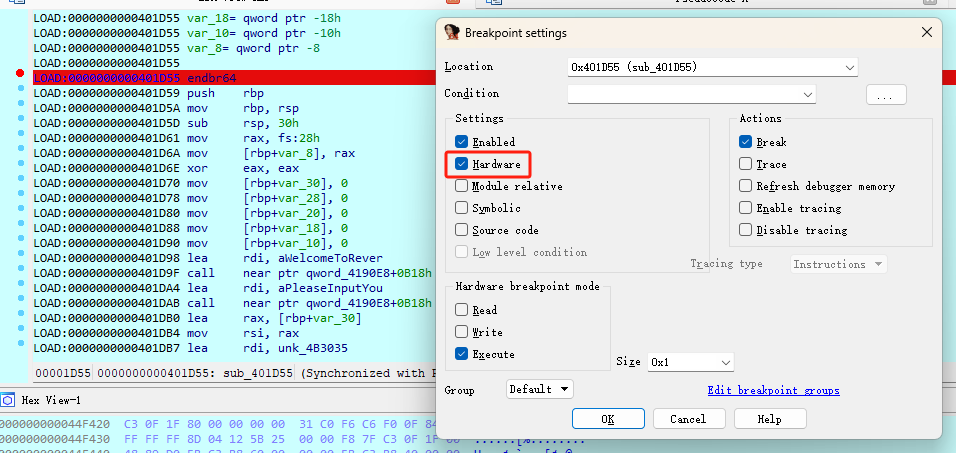 LOAD:0000000000401D55 var_18= qword ptr -18h
LOAD:0000000000401D55 var_10= qword ptr -10h
LOAD:0000000000401D55 var_8= qword ptr -8
LOAD:0000000000401D55
LOAD:0000000000401D55 endbr64
LOAD:0000000000401D59 push rbp
LOAD:0000000000401D5A mov rbp, rsp
LOAD:0000000000401D5D sub rsp, 30h
LOAD:0000000000401D61 mov rax, fs:28h
LOAD:0000000000401D6A mov [rbp+var_8], rax
LOAD:0000000000401D6E xor eax, eax
LOAD:0000000000401D70 mov [rbp+var_30], 0
LOAD:0000000000401D78 mov [rbp+var_28], 0
LOAD:0000000000401D80 mov [rbp+var_20], 0
LOAD:0000000000401D88 mov [rbp+var_18], 0
LOAD:0000000000401D90 mov [rbp+var_10], 0
LOAD:0000000000401D98 lea rdi, aWelcomeToRever
LOAD:0000000000401D9F call near ptr qword_4190E8+0B18h
LOAD:0000000000401DA4 lea rdi, aPleaseInputYou
LOAD:0000000000401DAB call near ptr qword_4190E8+0B18h
LOAD:0000000000401DB0 lea rax, [rbp+var_30]
LOAD:0000000000401DB4 mov rsi, rax
LOAD:0000000000401DB7 lea rdi, unk_4B3035
00001D55 0000000000401D55: sub_401D55 (Synchronized with
Hex View-1
000000000044F420 C3 0F 1F 80 00 00 00 00 31 C0 F6 C6 F0 0F 84
000000000044F430 FF FF FF 8D 04 12 5B 25 00 00 F8 7F C3 0F 1F
Breakpoint settings
Location
0x401D55 (sub_401D55)
Condition
...
Settings
Enabled
Hardware
Module relative
Symbolic
Source code
Low level condition
Actions
Break
Trace
Refresh debugger memory
Enable tracing
Disable tracing
Tracing type
Instructions
Hardware breakpoint mode
Read
Write
Execute
Size
0x1
Group
Default
Edit breakpoint groups
OK
Cancel
Help